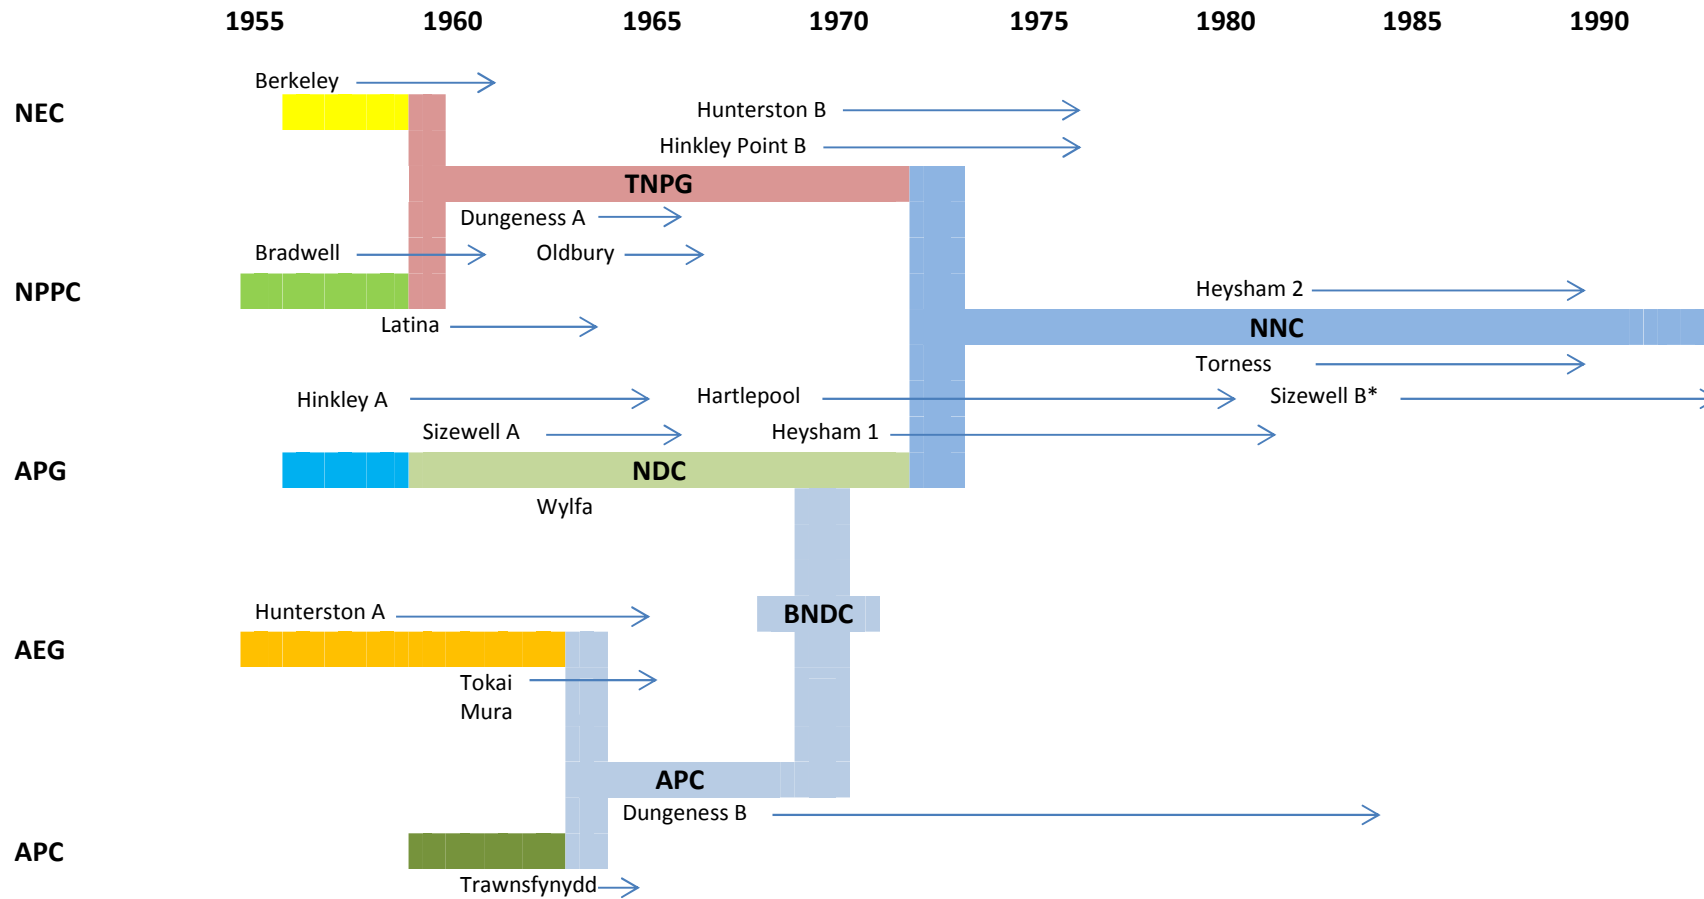 1955 1960 1965 1970 1975 1980 1985 1990
Berkeley
NEC
Hunterston B
Hinkley Point B
TNPG
Dungeness A
Bradwell
Oldbury
NPPC
Heysham 2
Latina
NNC
Torness
Hinkley A
Hartlepool
Sizewell B*
Sizewell A
Heysham 1
APG
NDC
Wylfa
Hunterston A
BNDC
AEG
Tokai
Mura
APC
Dungeness B
APC
Trawnsfynydd